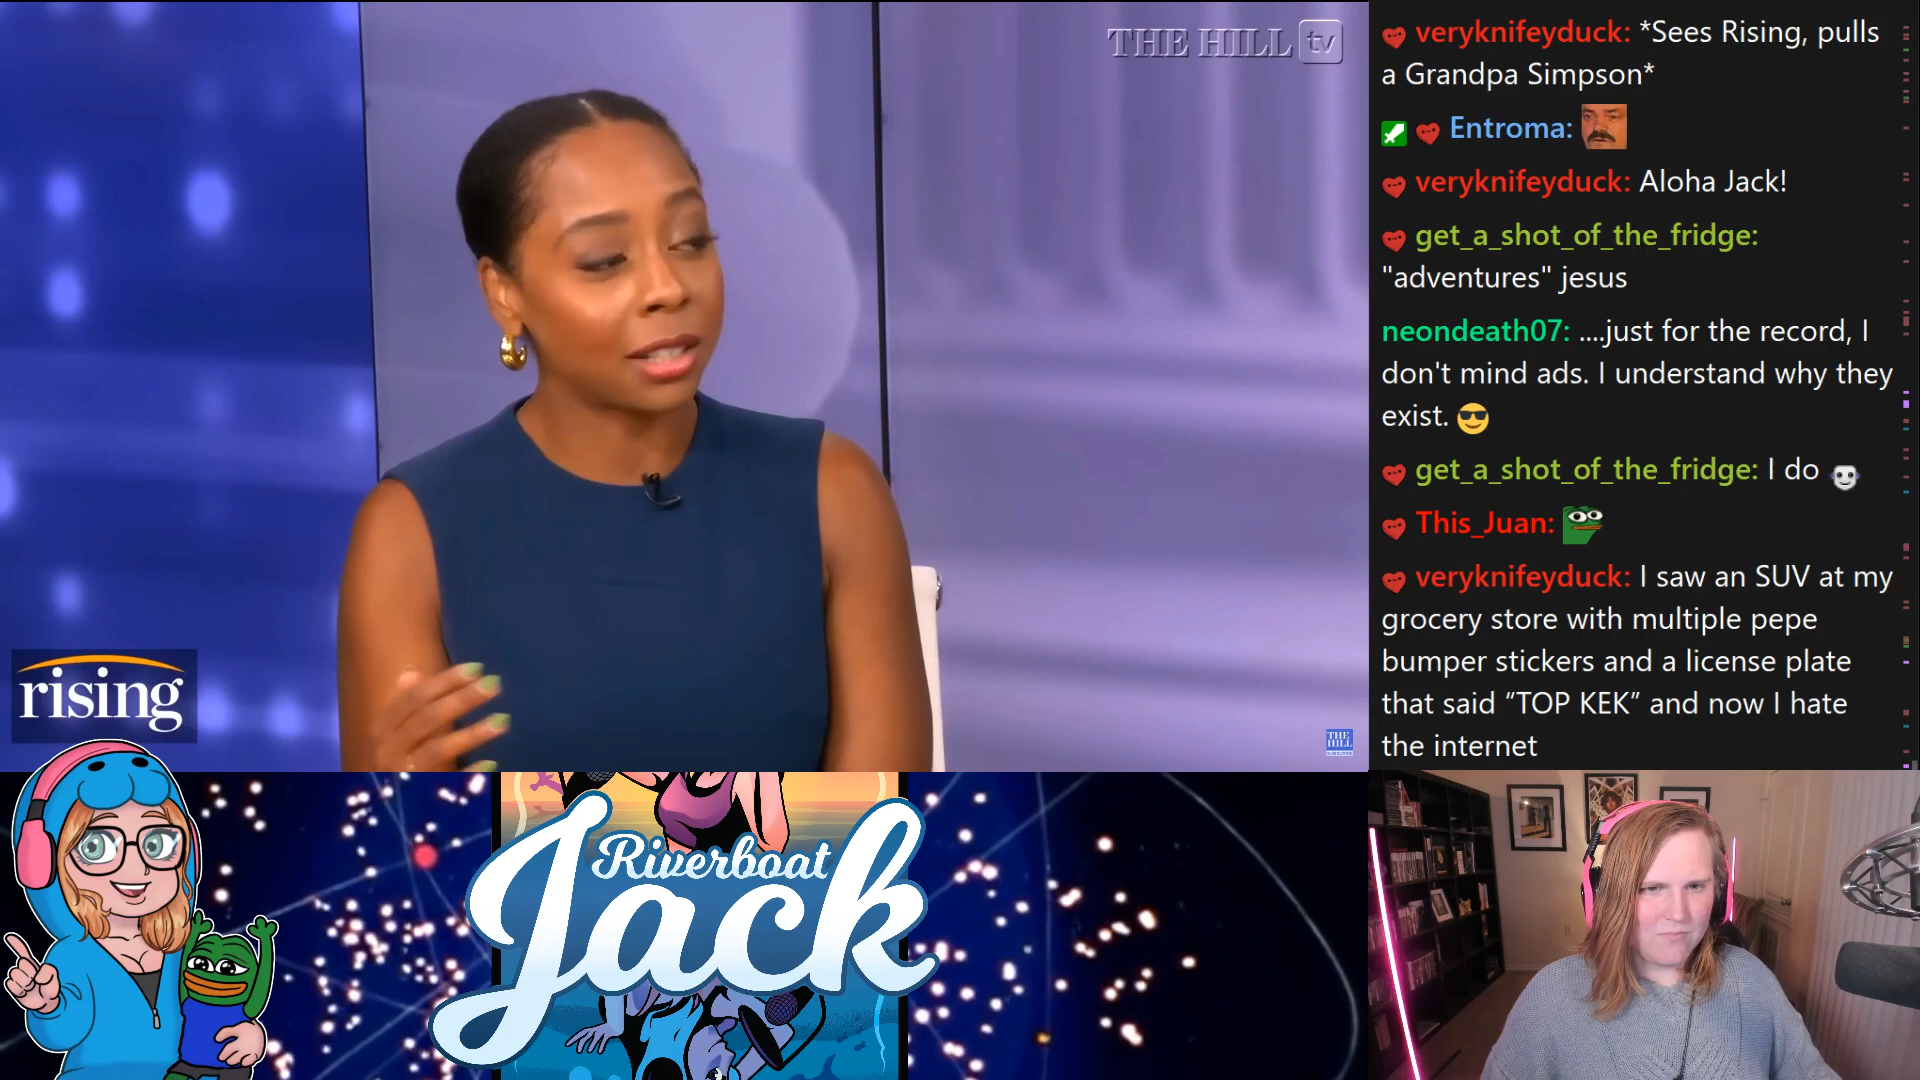 THE HILL tv
rising
THE HILL
Riverboat
Jack
veryknifeyduck: *Sees Rising, pulls
a Grandpa Simpson*
Entroma:
veryknifeyduck: Aloha Jack!
get_a_shot_of_the_fridge:
"adventures" jesus
neondeath07: ....just for the record, I
don't mind ads. I understand why they
exist.
get_a_shot_of_the_fridge: I do
This_Juan:
veryknifeyduck: I saw an SUV at my
grocery store with multiple pepe
bumper stickers and a license plate
that said “TOP KEK” and now I hate
the internet